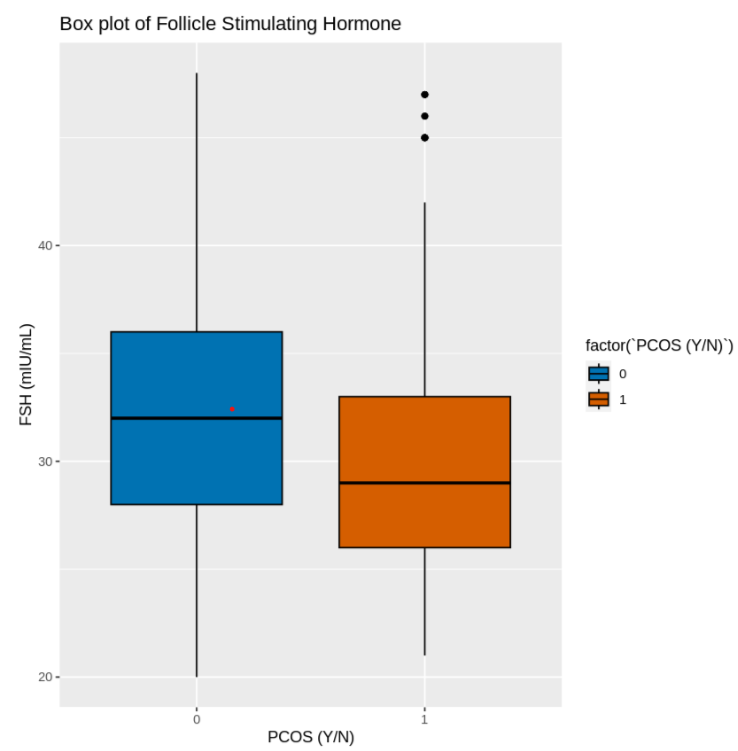 Box plot of Follicle Stimulating Hormone
FSH (mIU/mL)
40
30
20
0
1
PCOS (Y/N)
factor(`PCOS (Y/N)`)
0
1